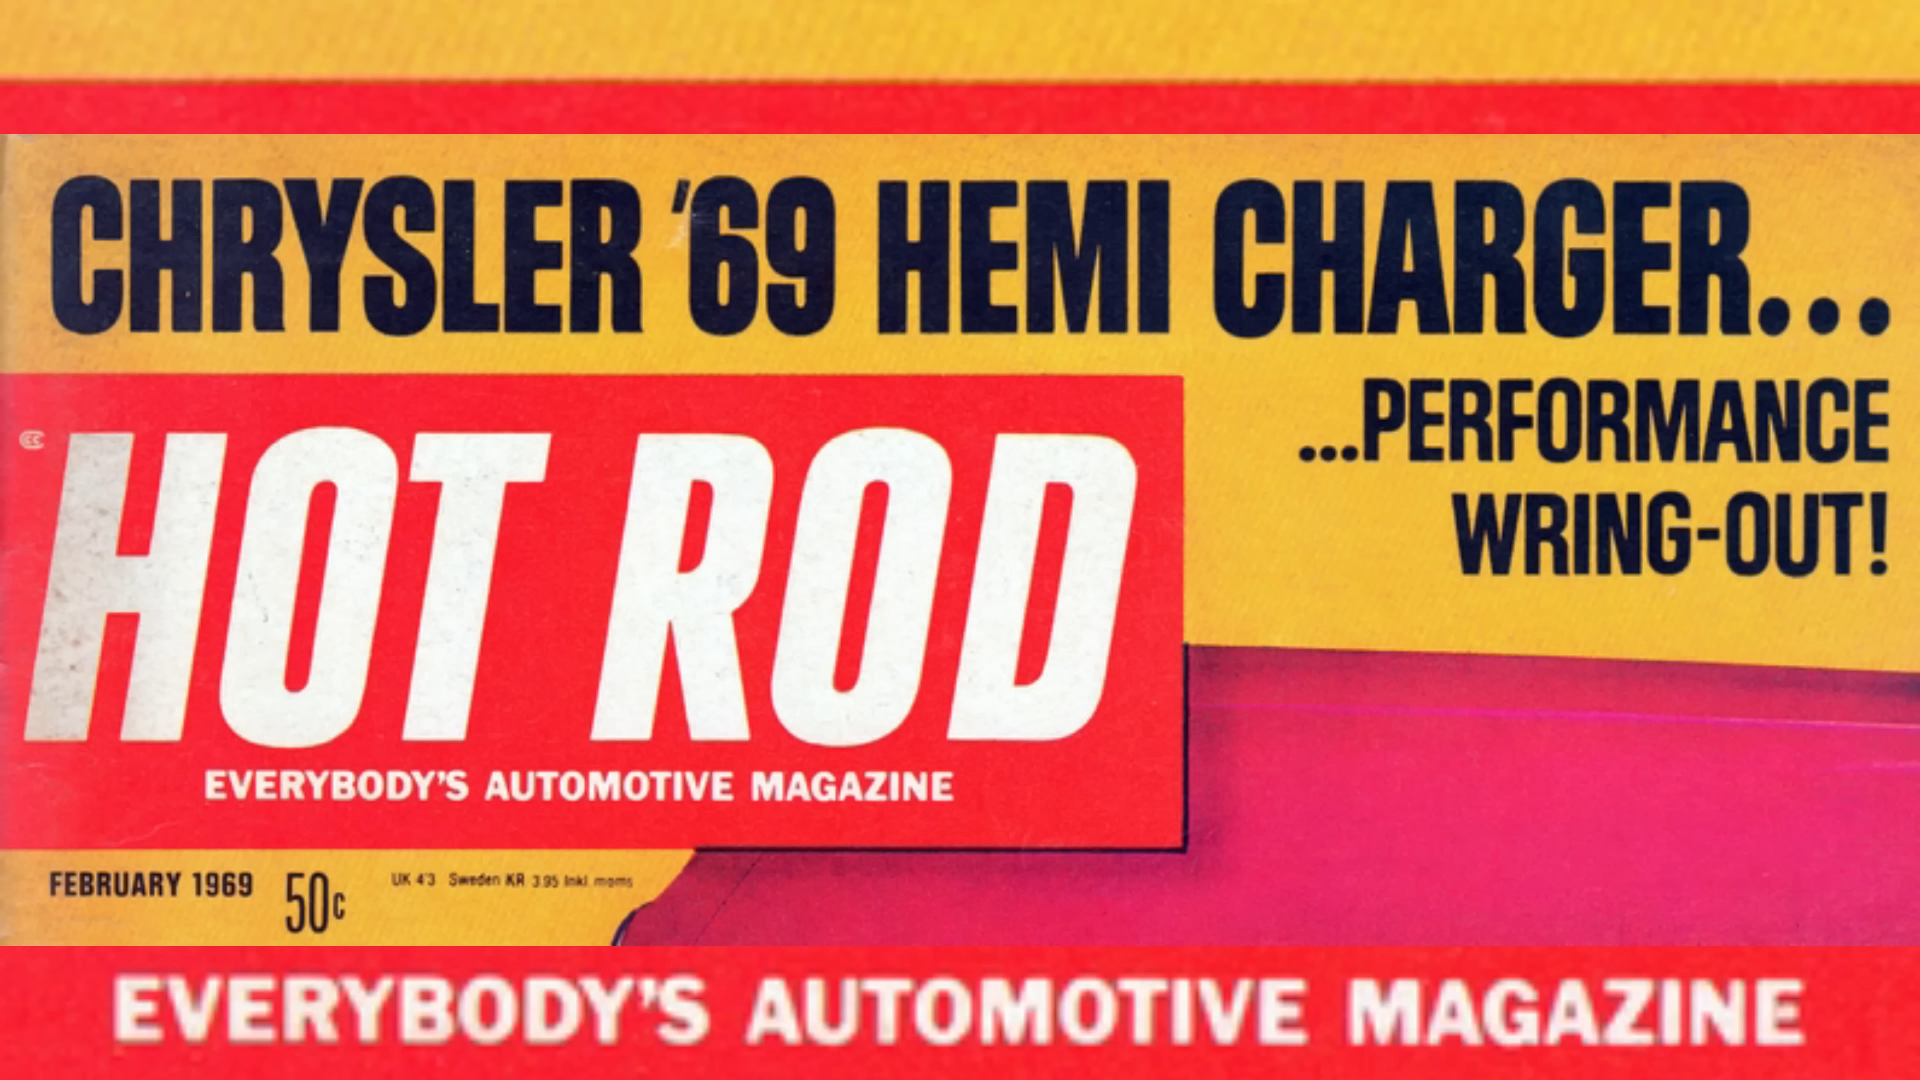 CHRYSLER '69 HEMI CHARGER...
...PERFORMANCE
WRING-OUT!
HOT ROD
EVERYBODY'S AUTOMOTIVE MAGAZINE
FEBRUARY 1969 50¢ UK 4'3 Sweden KR 3.95 Inkl. moms
EVERYBODY'S AUTOMOTIVE MAGAZINE